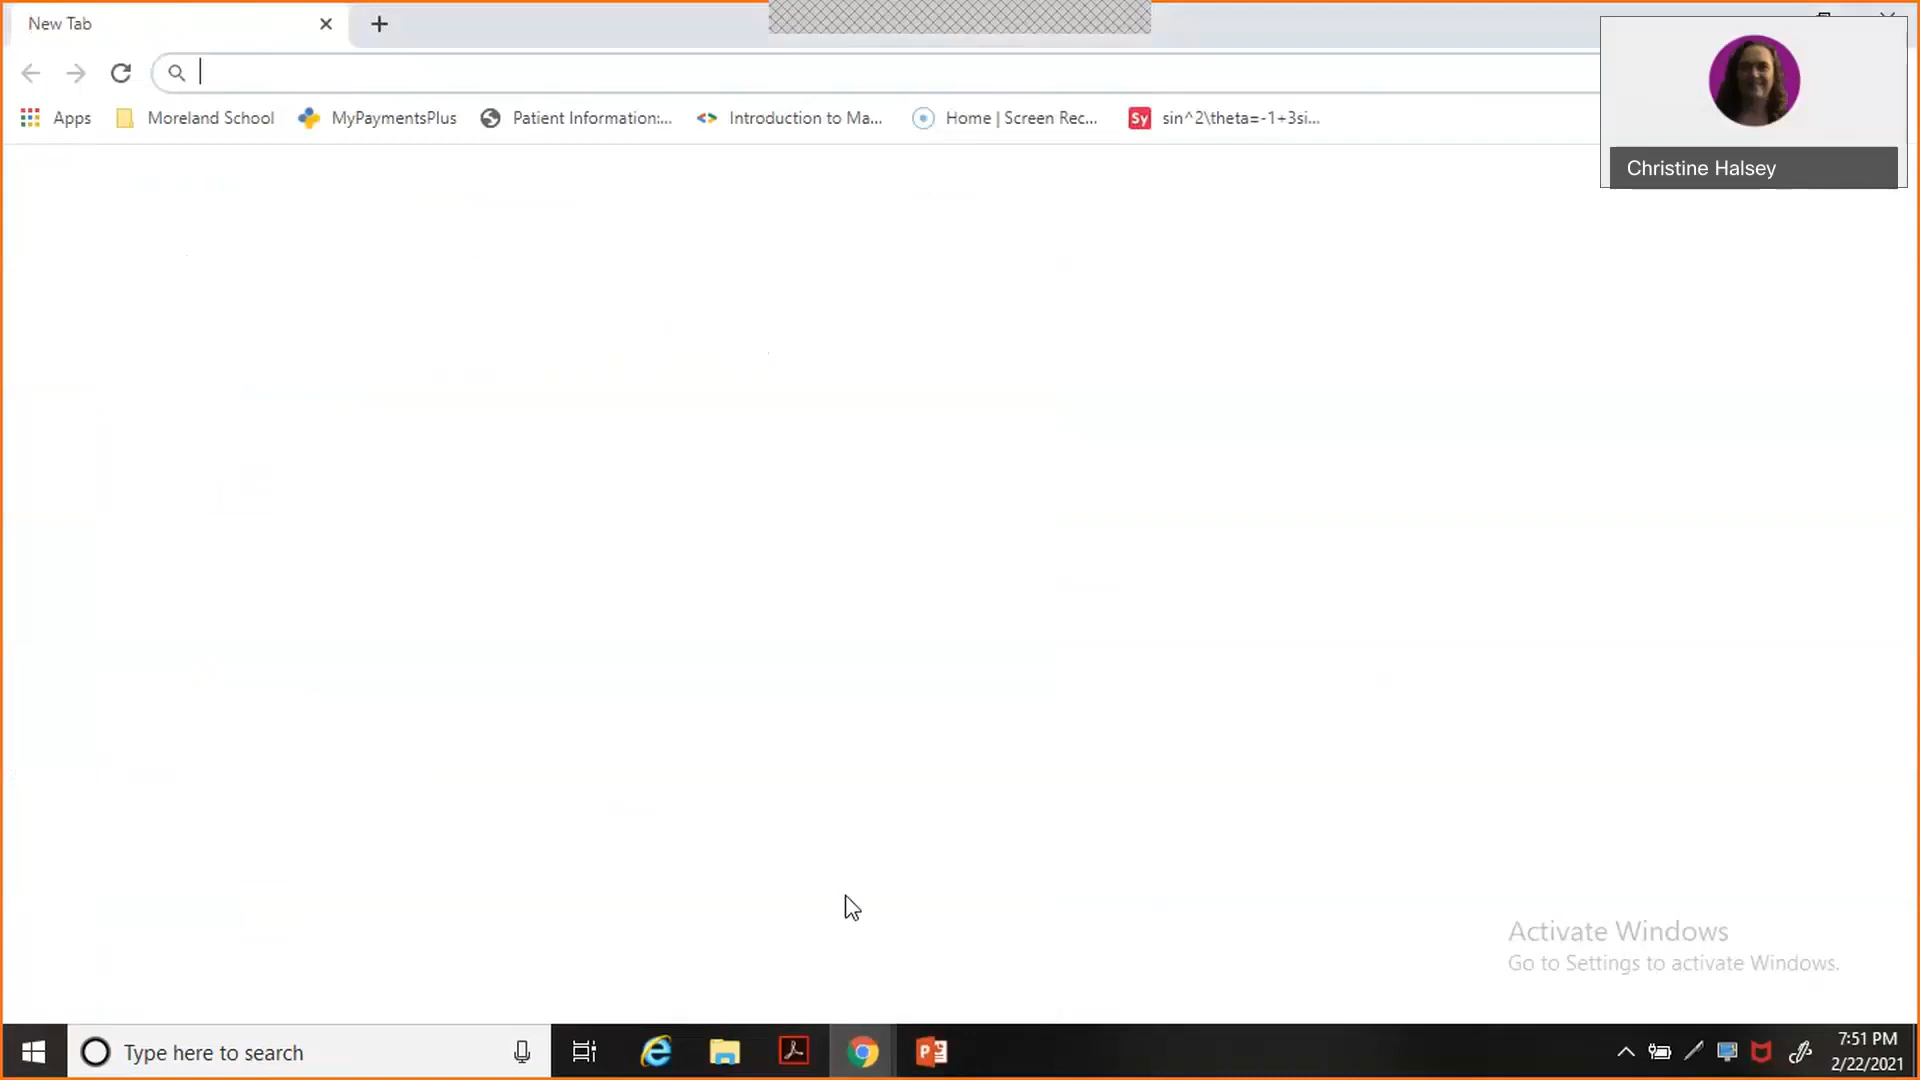 New Tab
Apps
Moreland School
MyPaymentsPlus
Patient Information:...
Introduction to Ma...
Home | Screen Rec...
Sy
sin^2\theta=-1+3si...
Christine Halsey
Activate Windows
Go to Settings to activate Windows.
Type here to search
7:51 PM
2/22/2021